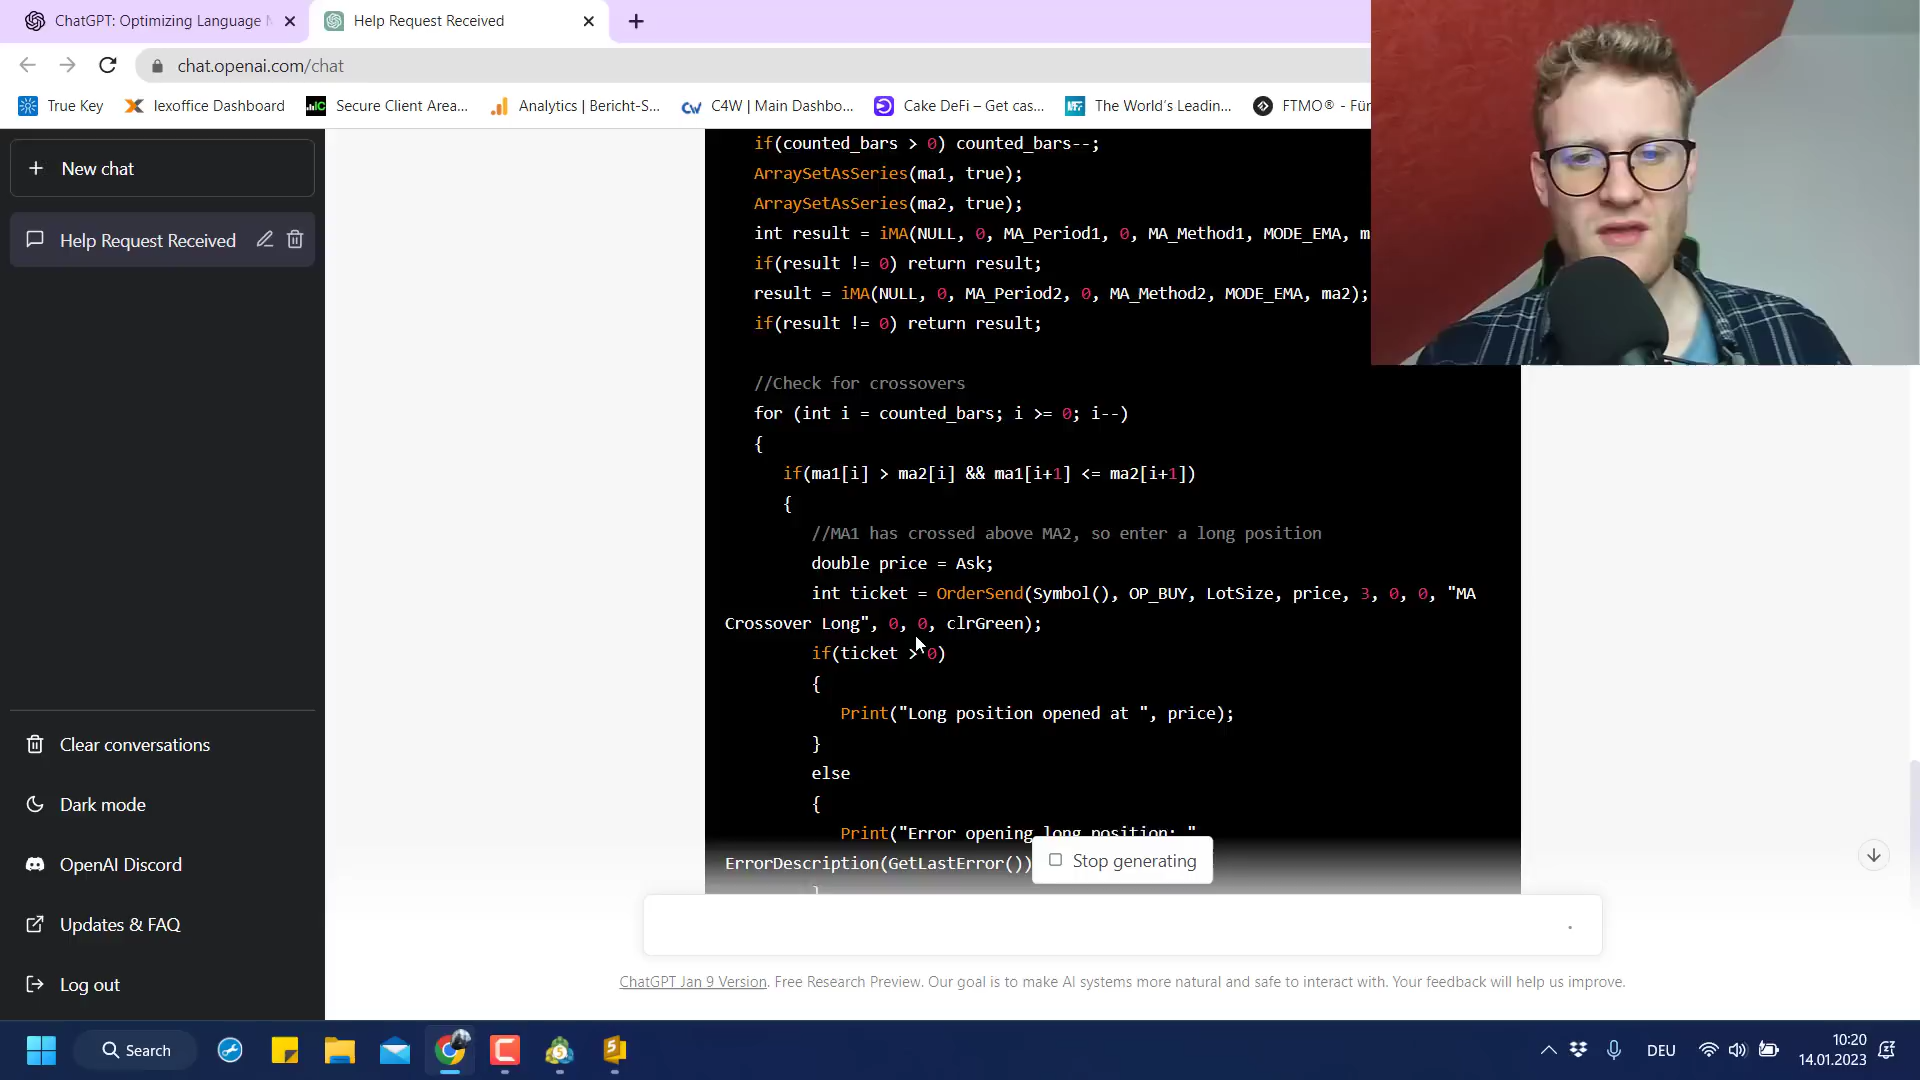 ChatGPT: Optimizing Language M
Help Request Received
chat.openai.com/chat
True Key
lexoffice Dashboard
Secure Client Area...
Analytics | Bericht-S...
C4W | Main Dashbo...
Cake DeFi – Get cas...
The World's Leadin...
FTMO® - Für
New chat
Help Request Received
Clear conversations
Dark mode
OpenAI Discord
Updates & FAQ
Log out
if(counted_bars > 0) counted_bars--;
ArraySetAsSeries(ma1, true);
ArraySetAsSeries(ma2, true);
int result = iMA(NULL, 0, MA_Period1, 0, MA_Method1, MODE_EMA, m
if(result != 0) return result;
result = iMA(NULL, 0, MA_Period2, 0, MA_Method2, MODE_EMA, ma2);
if(result != 0) return result;
//Check for crossovers
for (int i = counted_bars; i >= 0; i--)
{
if(ma1[i] > ma2[i] && ma1[i+1] <= ma2[i+1])
{
//MA1 has crossed above MA2, so enter a long position
double price = Ask;
int ticket = OrderSend(Symbol(), OP_BUY, LotSize, price, 3, 0, 0, "MA
Crossover Long", 0, 0, clrGreen);
if(ticket > 0)
{
Print("Long position opened at ", price);
}
else
{
Print("Error opening long position: "
ErrorDescription(GetLastError())
}
Stop generating
ChatGPT Jan 9 Version. Free Research Preview. Our goal is to make AI systems more natural and safe to interact with. Your feedback will help us improve.
Search
DEU
10:20
14.01.2023